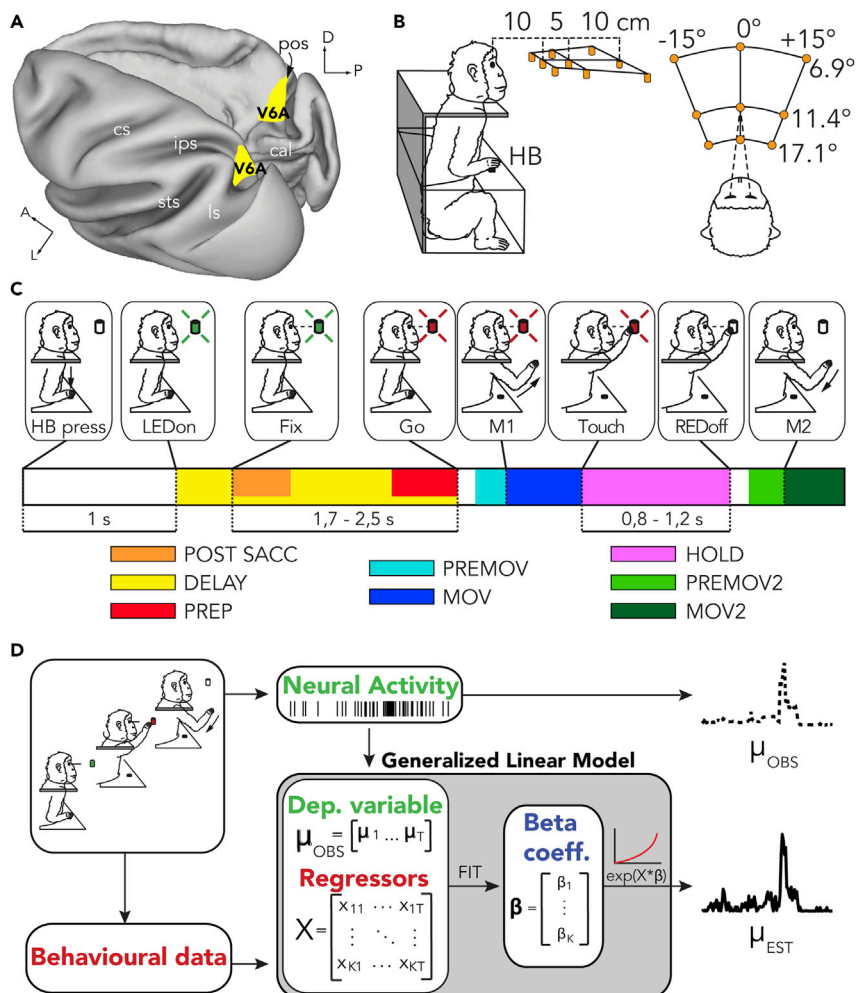 A
pos
D
P
V6A
cs
ips
V6A
cal
sts
ls
A
L
B
10 5 10 cm
HB
-15° 0° +15°
6.9°
11.4°
17.1°
C
HB press LEDon Fix Go M1 Touch REDoff M2
1 s 1,7 - 2,5 s 0,8 - 1,2 s
POST SACC
DELAY
PREP
PREMOV
MOV
HOLD
PREMOV2
MOV2
D
Neural Activity
μOBS
Generalized Linear Model
Dep. variable
μOBS = [μ1 ... μT]
Regressors
X = [x11 ... x1T
⋮ ⋱ ⋮
xK1 ... xKT]
FIT
Beta
coeff.
β = [β1
⋮
βK]
exp(X*β)
μEST
Behavioural data